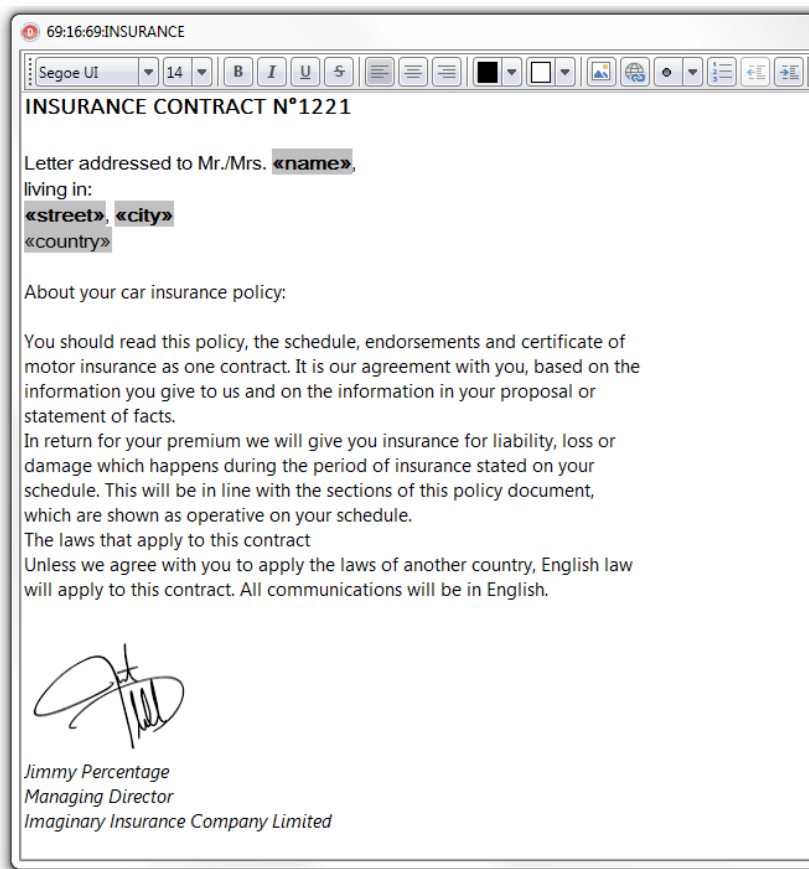 69:16:69:INSURANCE
Segoe UI 14 B I U S
INSURANCE CONTRACT N°1221
Letter addressed to Mr./Mrs. «name»,
living in:
«street», «city»
«country»
About your car insurance policy:
You should read this policy, the schedule, endorsements and certificate of
motor insurance as one contract. It is our agreement with you, based on the
information you give to us and on the information in your proposal or
statement of facts.
In return for your premium we will give you insurance for liability, loss or
damage which happens during the period of insurance stated on your
schedule. This will be in line with the sections of this policy document,
which are shown as operative on your schedule.
The laws that apply to this contract
Unless we agree with you to apply the laws of another country, English law
will apply to this contract. All communications will be in English.
Jimmy Percentage
Managing Director
Imaginary Insurance Company Limited